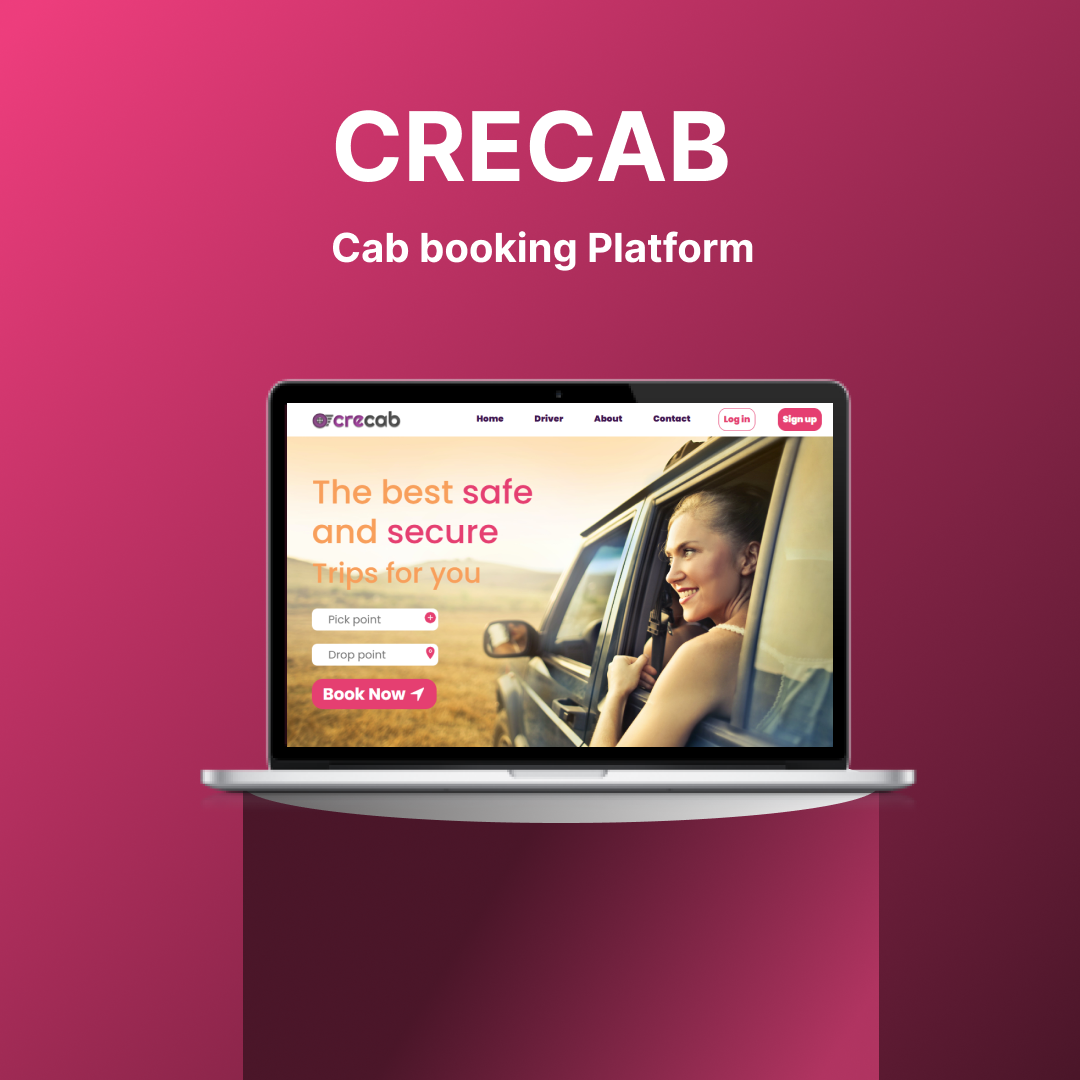 CRECAB
Cab booking Platform
crecab
Home Driver About Contact Log in Sign up
The best safe
and secure
Trips for you
Pick point
Drop point
Book Now